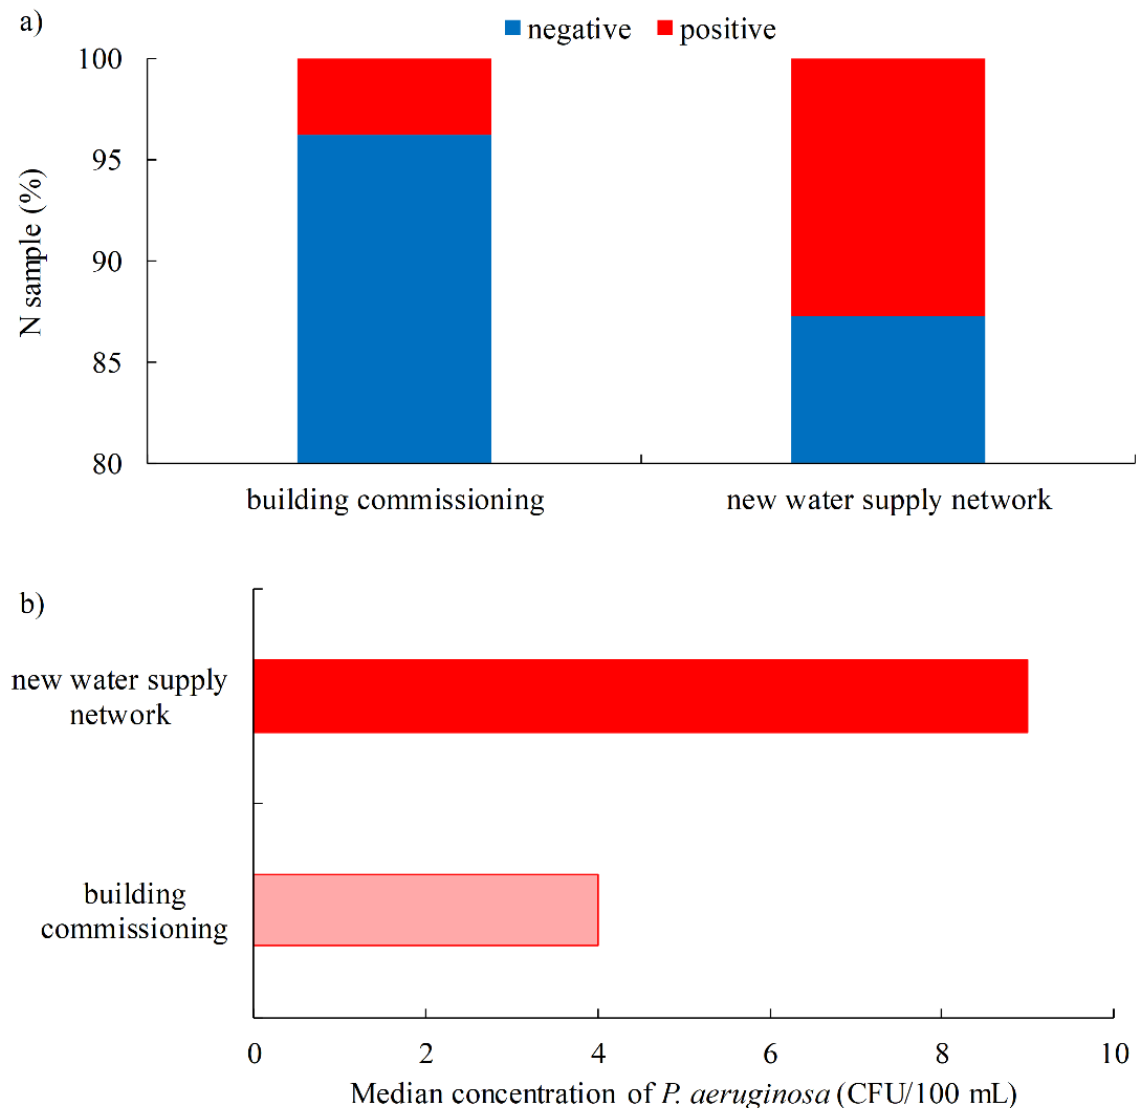 a)
negative positive
100
95
90
85
80
N sample (%)
building commissioning new water supply network
b)
new water supply
network
building
commissioning
0 2 4 6 8 10
Median concentration of P. aeruginosa (CFU/100 mL)